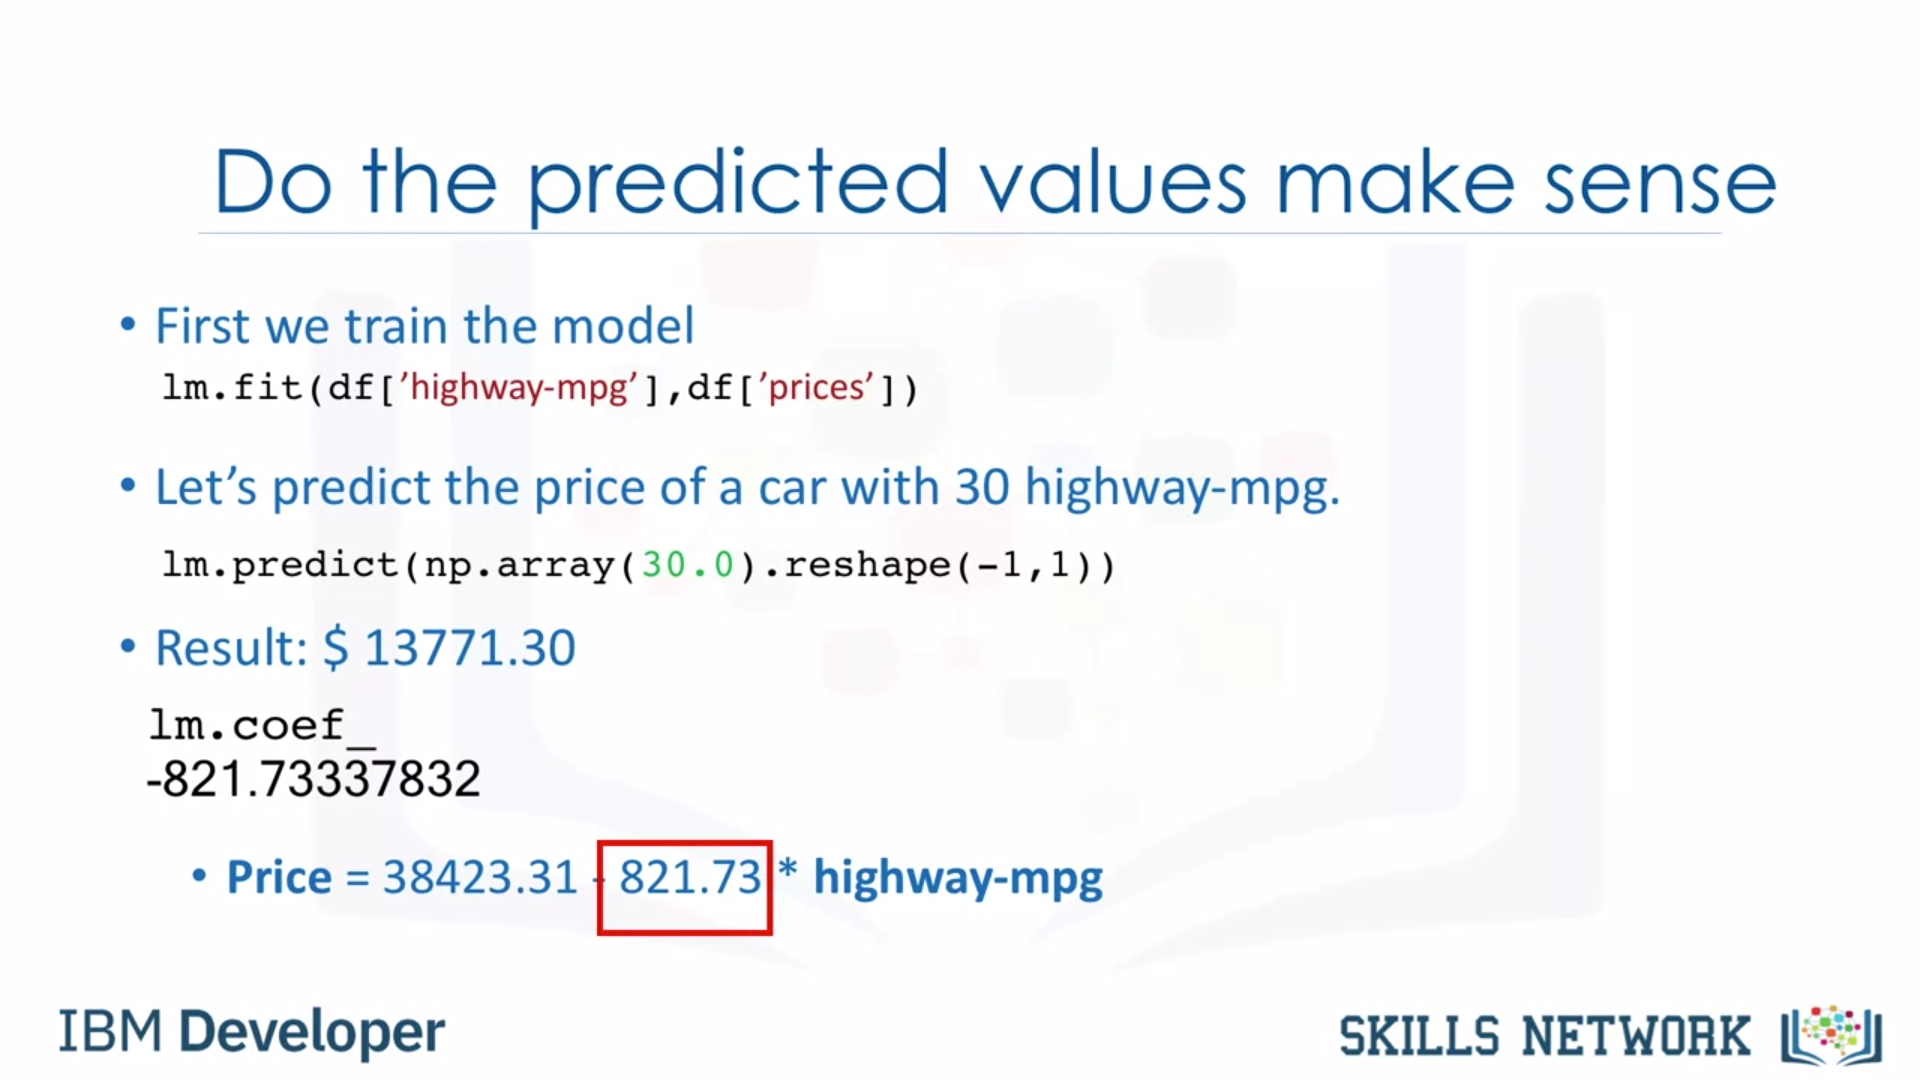 Do the predicted values make sense
• First we train the model
lm.fit(df[’highway-mpg’],df[’prices’])
• Let’s predict the price of a car with 30 highway-mpg.
lm.predict(np.array(30.0).reshape(-1,1))
• Result: $ 13771.30
lm.coef_
-821.73337832
• Price = 38423.31 - 821.73 * highway-mpg
IBM Developer
SKILLS NETWORK